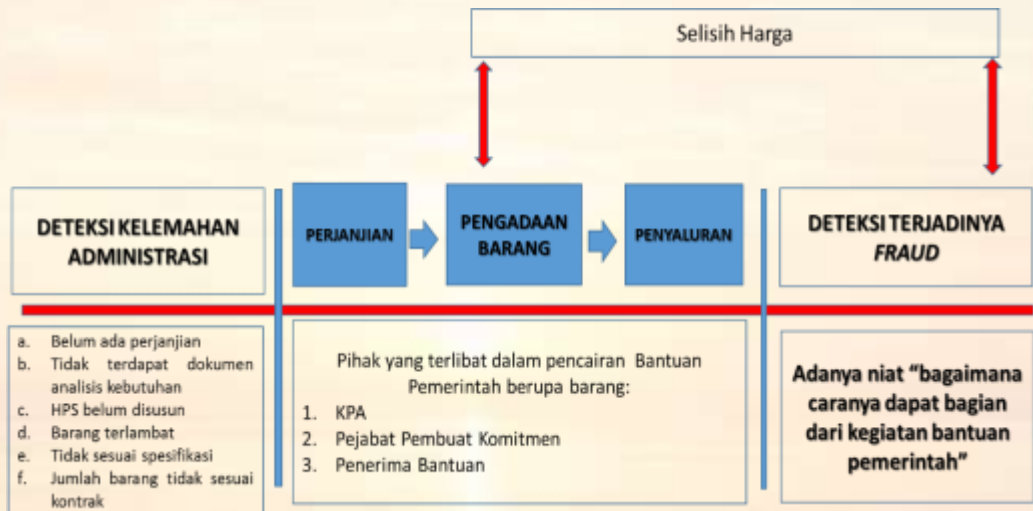 Selisih Harga
DETEKSI KELEMAHAN
ADMINISTRASI
PERJANJIAN
PENGADAAN
BARANG
PENYALURAN
DETEKSI TERJADINYA
FRAUD
a. Belum ada perjanjian
b. Tidak terdapat dokumen
analisis kebutuhan
c. HPS belum disusun
d. Barang terlambat
e. Tidak sesuai spesifikasi
f. Jumlah barang tidak sesuai
kontrak
Pihak yang terlibat dalam pencairan Bantuan
Pemerintah berupa barang:
1. KPA
2. Pejabat Pembuat Komitmen
3. Penerima Bantuan
Adanya niat “bagaimana
caranya dapat bagian
dari kegiatan bantuan
pemerintah”